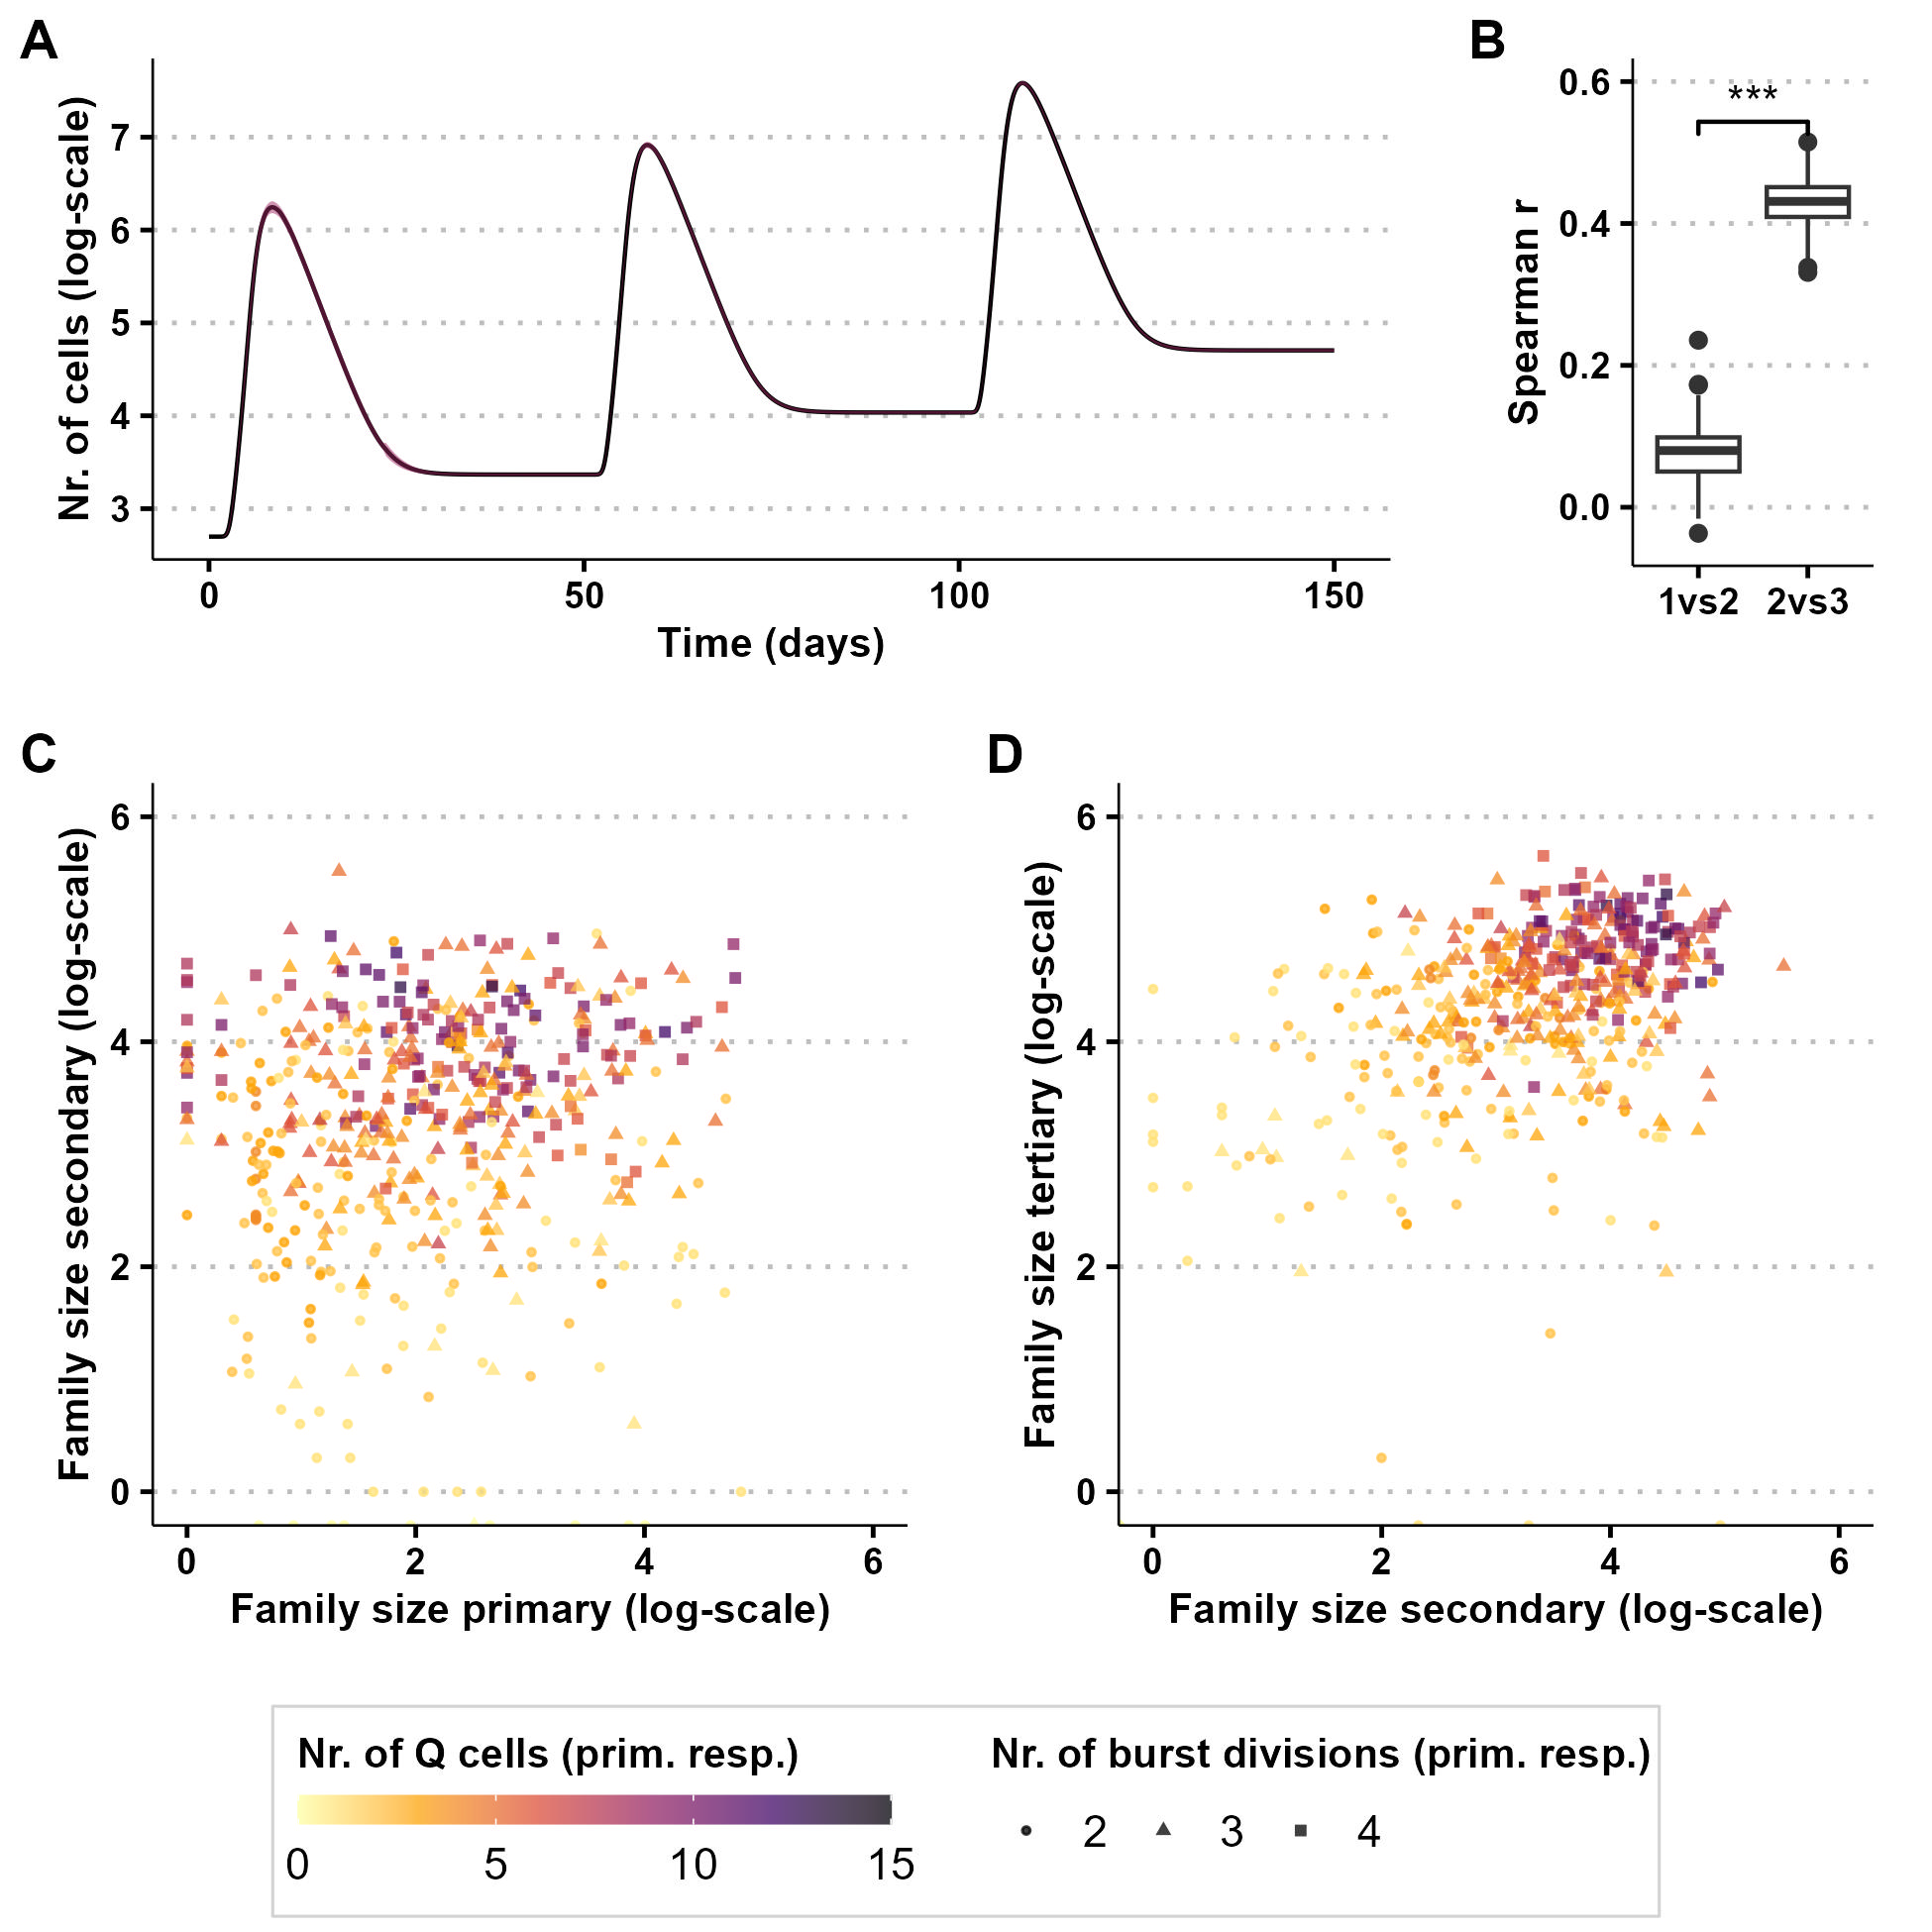 A
Nr. of cells (log-scale)
7
6
5
4
3
0 50 100 150
Time (days)
B
Spearman r
0.6
0.4
0.2
0.0
***
1vs2 2vs3
C
Family size secondary (log-scale)
6
4
2
0
0 2 4 6
Family size primary (log-scale)
D
Family size tertiary (log-scale)
6
4
2
0
0 2 4 6
Family size secondary (log-scale)
Nr. of Q cells (prim. resp.)
0 5 10 15
Nr. of burst divisions (prim. resp.)
2 3 4